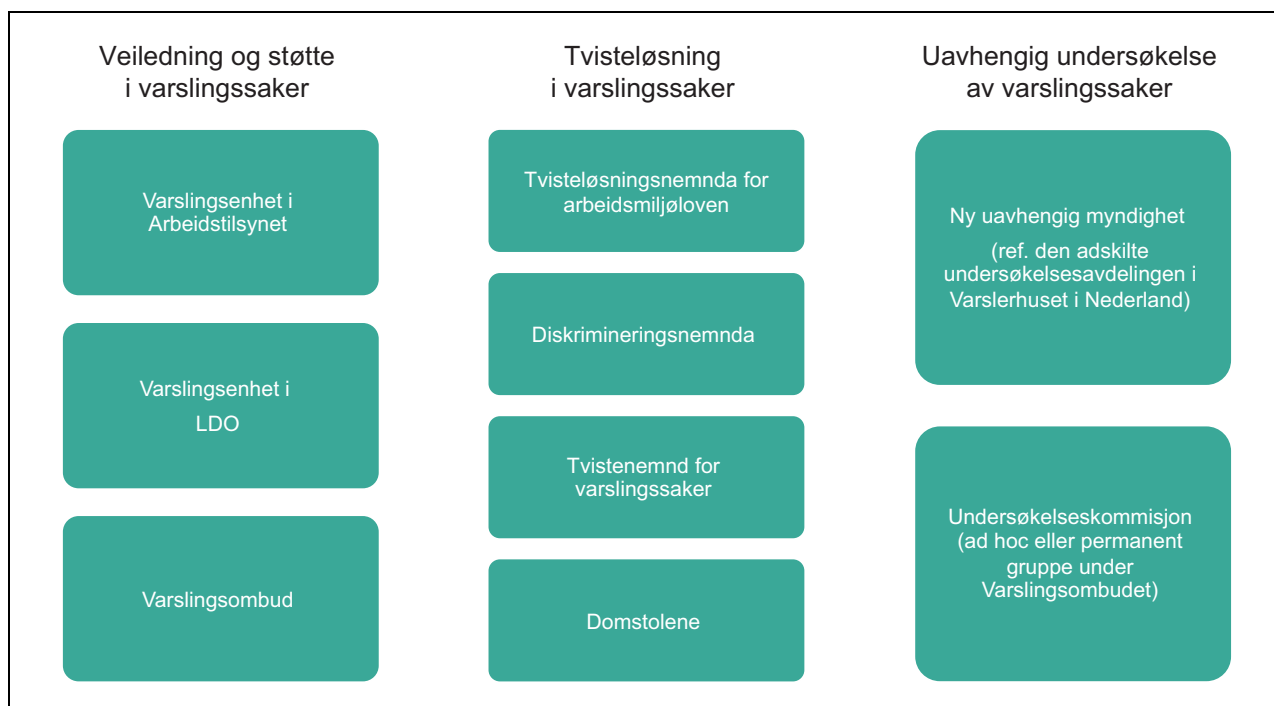 Veiledning og støtte
i varslingssaker
Varslingsenhet i
Arbeidstilsynet
Varslingsenhet i
LDO
Varslingsombud
Tvisteløsning
i varslingssaker
Tvisteløsningsnemnda for
arbeidsmiljøloven
Diskrimineringsnemnda
Tvistenemnd for
varslingssaker
Domstolene
Uavhengig undersøkelse
av varslingssaker
Ny uavhengig myndighet
(ref. den adskilte
undersøkelsesavdelingen i
Varslerhuset i Nederland)
Undersøkelseskommisjon
(ad hoc eller permanent
gruppe under
Varslingsombudet)